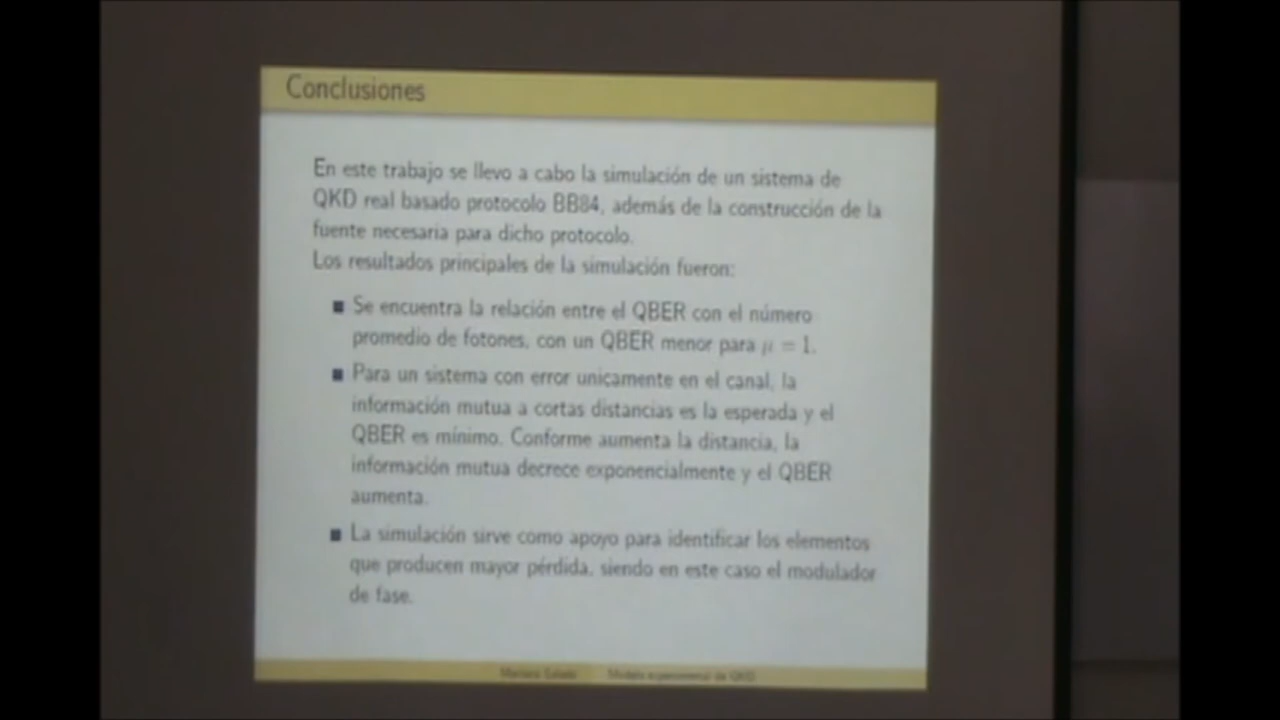 Conclusiones
En este trabajo se llevo a cabo la simulación de un sistema de
QKD real basado protocolo BB84, además de la construcción de la
fuente necesaria para dicho protocolo.
Los resultados principales de la simulación fueron:
■ Se encuentra la relación entre el QBER con el número
promedio de fotones, con un QBER menor para μ = 1.
■ Para un sistema con error unicamente en el canal, la
información mutua a cortas distancias es la esperada y el
QBER es mínimo. Conforme aumenta la distancia, la
información mutua decrece exponencialmente y el QBER
aumenta.
■ La simulación sirve como apoyo para identificar los elementos
que producen mayor pérdida, siendo en este caso el modulador
de fase.
Mariana Modelo experimental de QKD